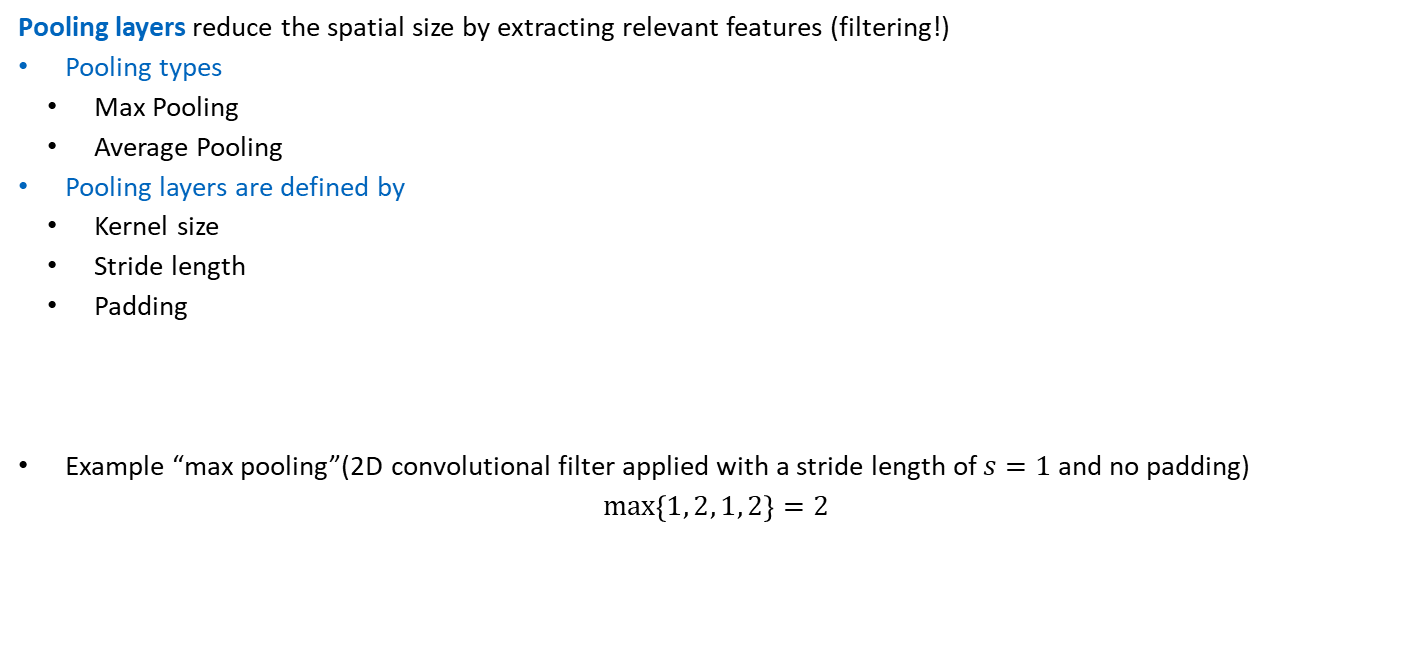 Pooling layers reduce the spatial size by extracting relevant features (filtering!)
• Pooling types
• Max Pooling
• Average Pooling
• Pooling layers are defined by
• Kernel size
• Stride length
• Padding
• Example “max pooling”(2D convolutional filter applied with a stride length of s = 1 and no padding)
max{1, 2, 1, 2} = 2